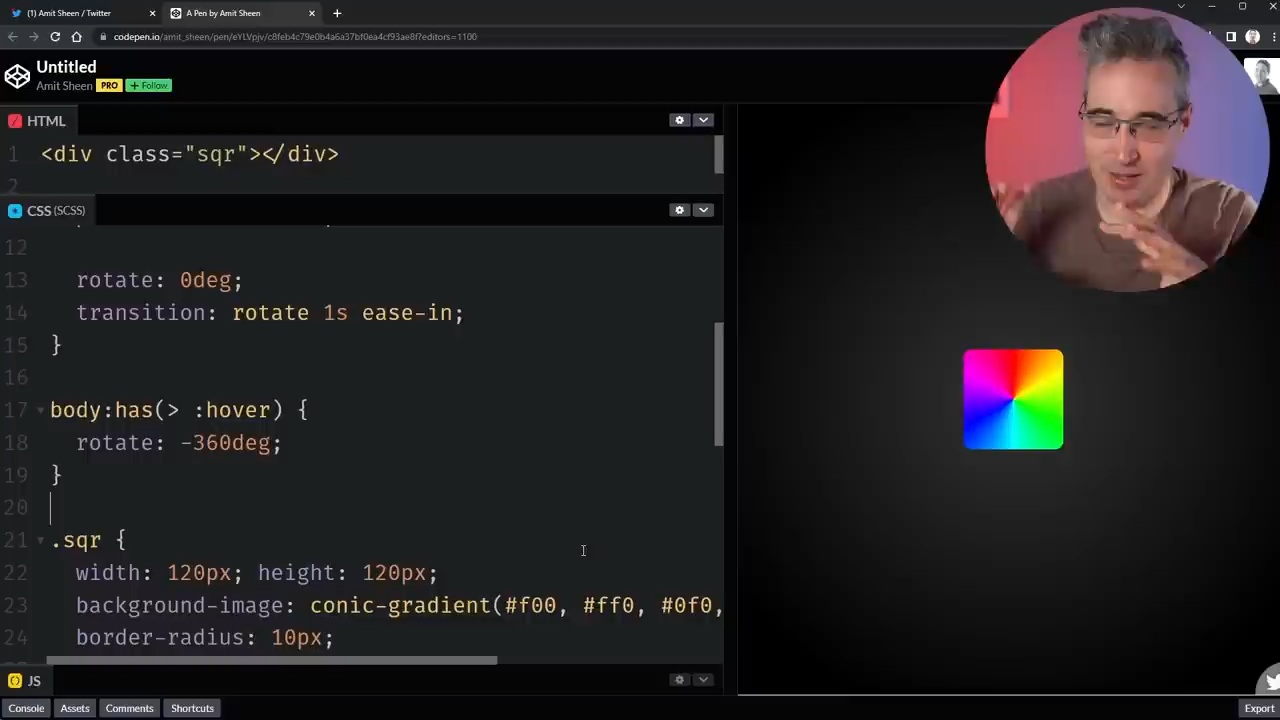 (1) Amit Sheen / Twitter
A Pen by Amit Sheen
codepen.io/amit_sheen/pen/eYLVpjv/c8feb4c79e0b4a6a37bf0ea4cf93ae8f?editors=1100
Untitled
Amit Sheen PRO + Follow
HTML
1 <div class="sqr"></div>
2
CSS (SCSS)
12
13 rotate: 0deg;
14 transition: rotate 1s ease-in;
15 }
16
17 body:has(> :hover) {
18 rotate: -360deg;
19 }
20
21 .sqr {
22 width: 120px; height: 120px;
23 background-image: conic-gradient(#f00, #ff0, #0f0,
24 border-radius: 10px;
JS
Console Assets Comments Shortcuts Export